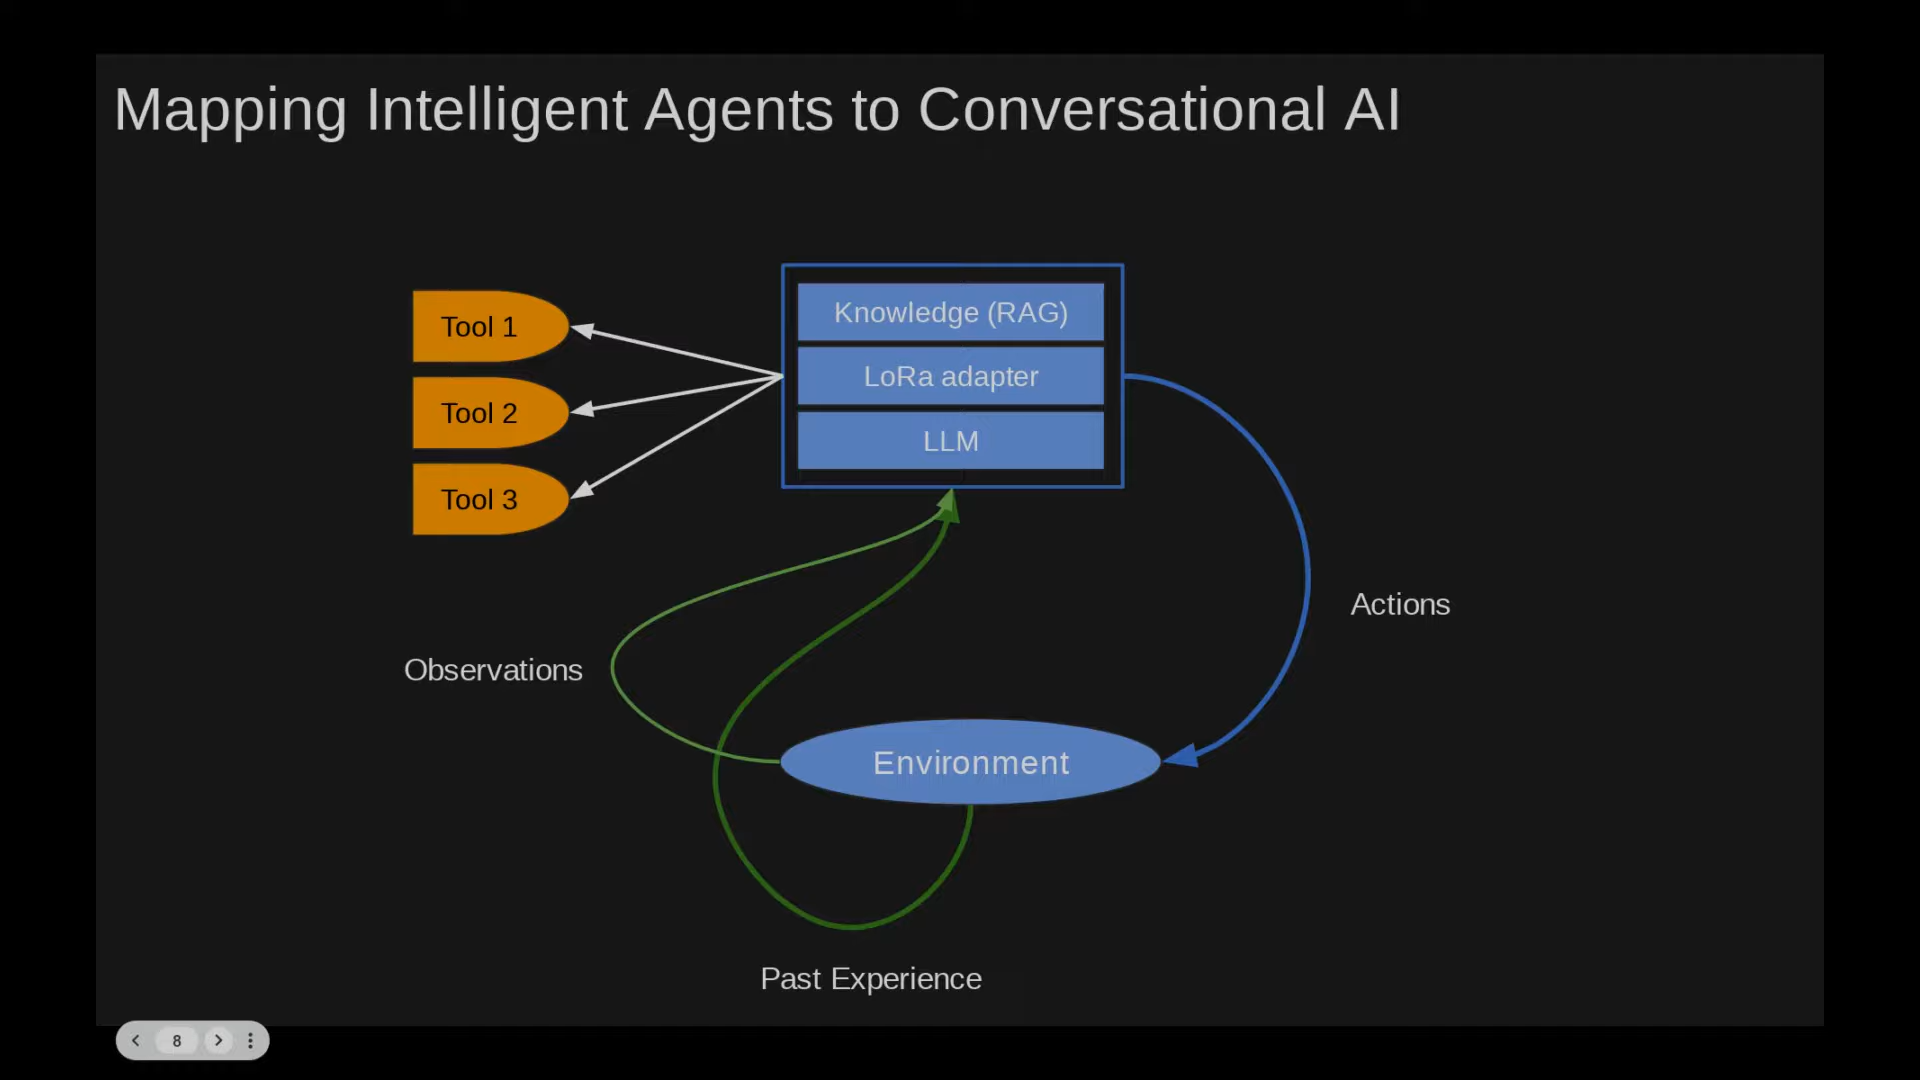 Mapping Intelligent Agents to Conversational AI
Tool 1
Tool 2
Tool 3
Knowledge (RAG)
LoRa adapter
LLM
Actions
Observations
Environment
Past Experience
8